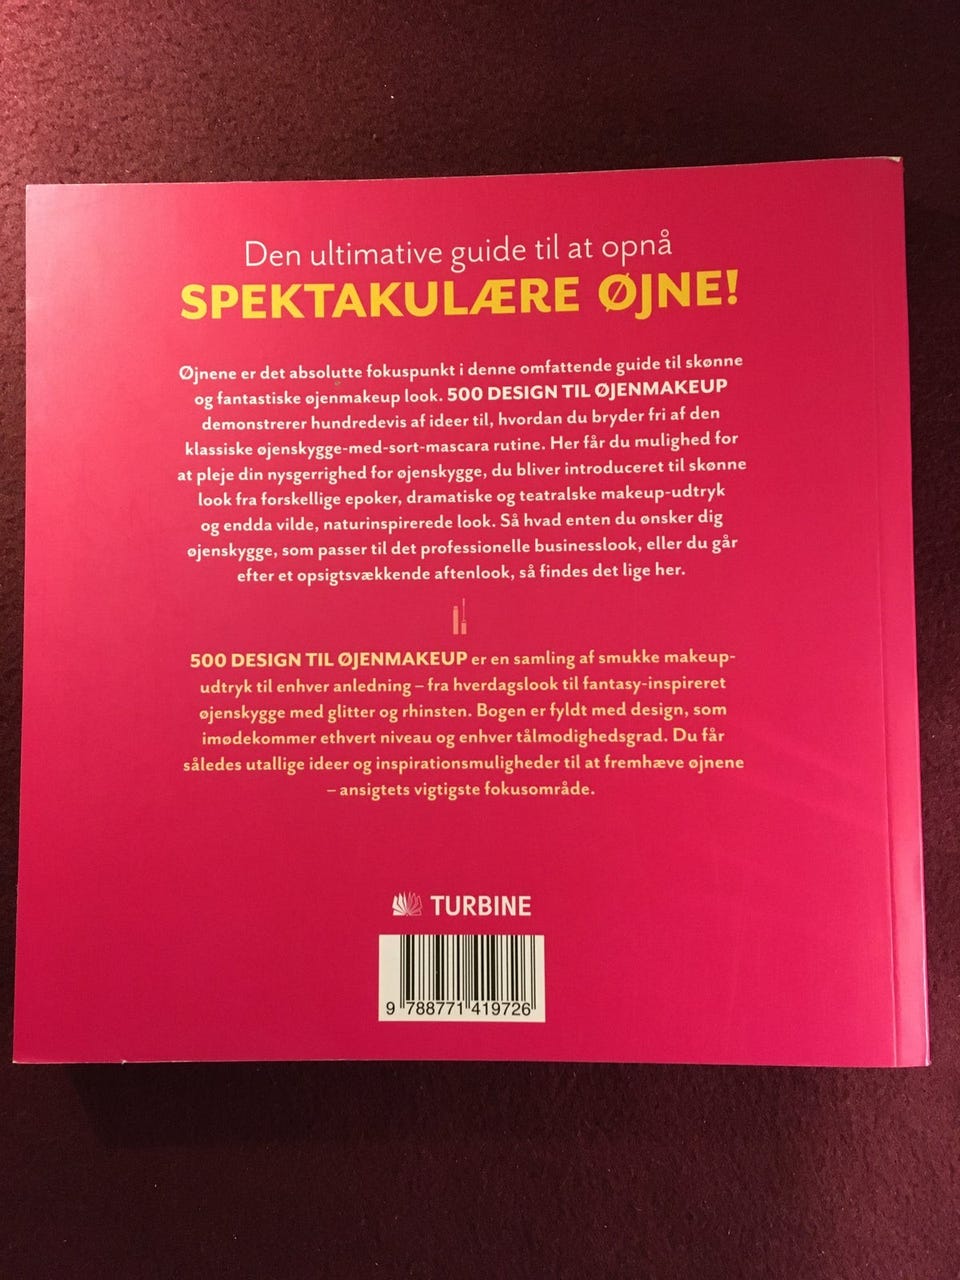 Den ultimative guide til at opnå
SPEKTAKULÆRE ØJNE!
Øjnene er det absolutte fokuspunkt i denne omfattende guide til skønne
og fantastiske øjenmakeup look. 500 DESIGN TIL ØJENMAKEUP
demonstrerer hundredevis af ideer til, hvordan du bryder fri af den
klassiske øjenskygge-med-sort-mascara rutine. Her får du mulighed for
at pleje din nysgerrighed for øjenskygge, du bliver introduceret til skønne
look fra forskellige epoker, dramatiske og teatralske makeup-udtryk
og endda vilde, naturinspirerede look. Så hvad enten du ønsker dig
øjenskygge, som passer til det professionelle businesslook, eller du går
efter et opsigtsvækkende aftenlook, så findes det lige her.
500 DESIGN TIL ØJENMAKEUP er en samling af smukke makeup-
udtryk til enhver anledning – fra hverdagslook til fantasy-inspireret
øjenskygge med glitter og rhinsten. Bogen er fyldt med design, som
imødekommer ethvert niveau og enhver tålmodighedsgrad. Du får
således utallige ideer og inspirationsmuligheder til at fremhæve øjnene
– ansigtets vigtigste fokusområde.
TURBINE
9 788771 419726